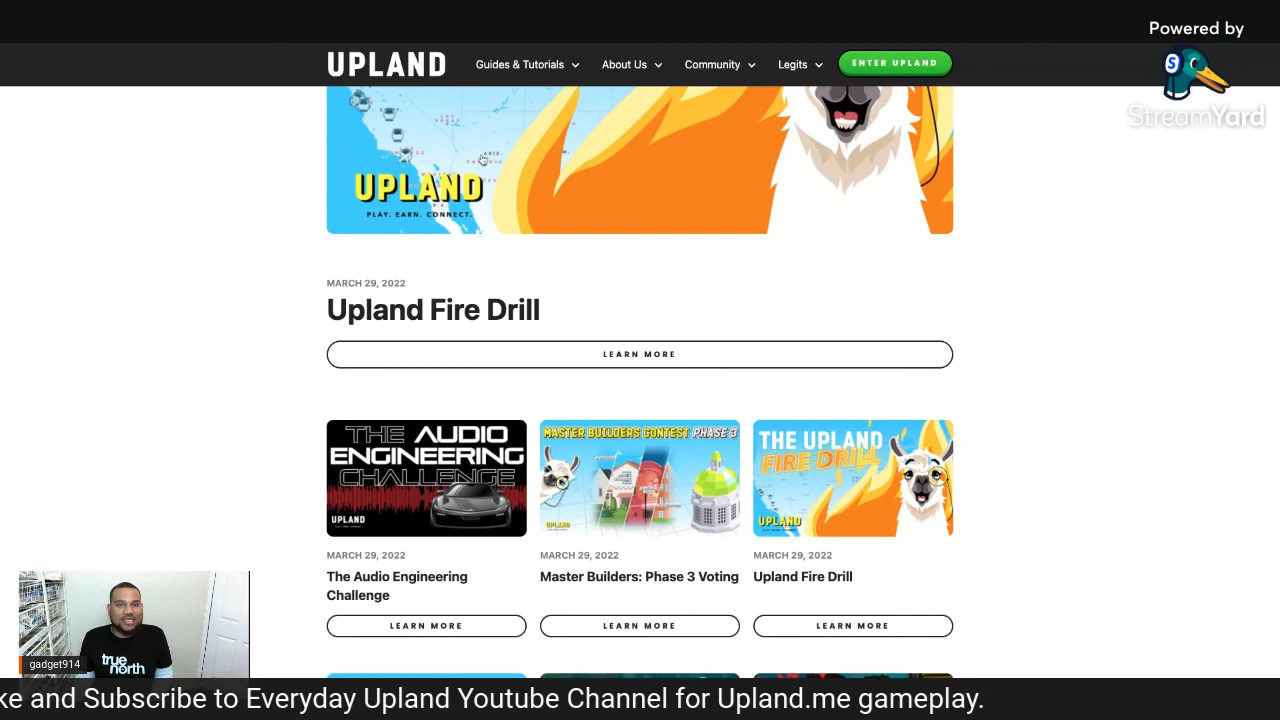 Powered by
StreamYard
UPLAND
Guides & Tutorials
About Us
Community
Legits
ENTER UPLAND
UPLAND
PLAY. EARN. CONNECT.
MARCH 29, 2022
Upland Fire Drill
LEARN MORE
THE AUDIO
ENGINEERING
CHALLENGE
UPLAND
MASTER BUILDERS CONTEST PHASE 3
UPLAND
THE UPLAND
FIRE DRILL
UPLAND
MARCH 29, 2022
The Audio Engineering
Challenge
LEARN MORE
MARCH 29, 2022
Master Builders: Phase 3 Voting
LEARN MORE
MARCH 29, 2022
Upland Fire Drill
LEARN MORE
true
north
gadget914
ke and Subscribe to Everyday Upland Youtube Channel for Upland.me gameplay.